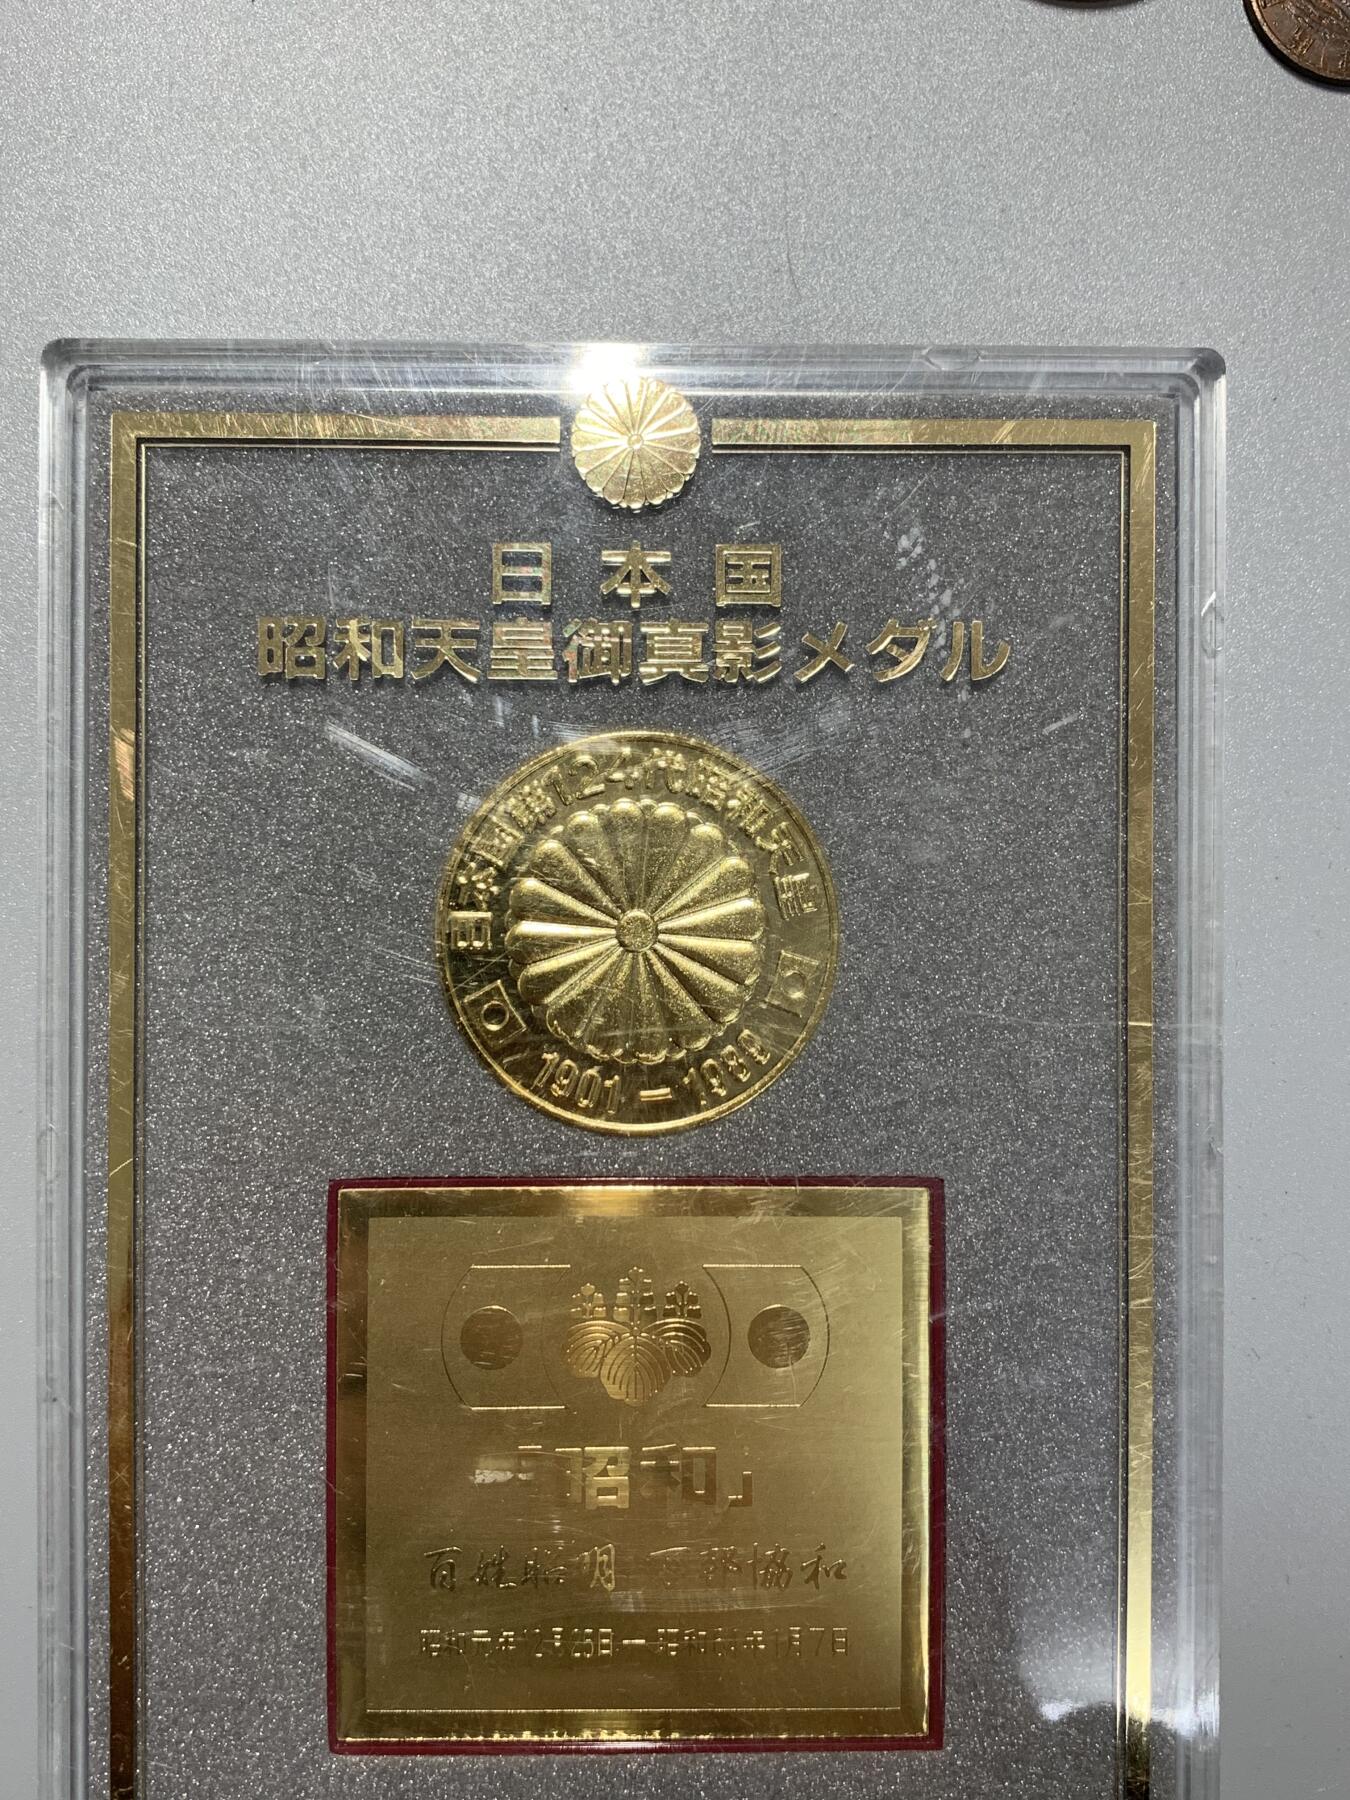 日本国
昭和天皇御真影メダル
日本国第124代昭和天皇
1901-1989
「昭和」
百姓昭明 万邦協和
昭和元年12月25日ー昭和64年1月7日